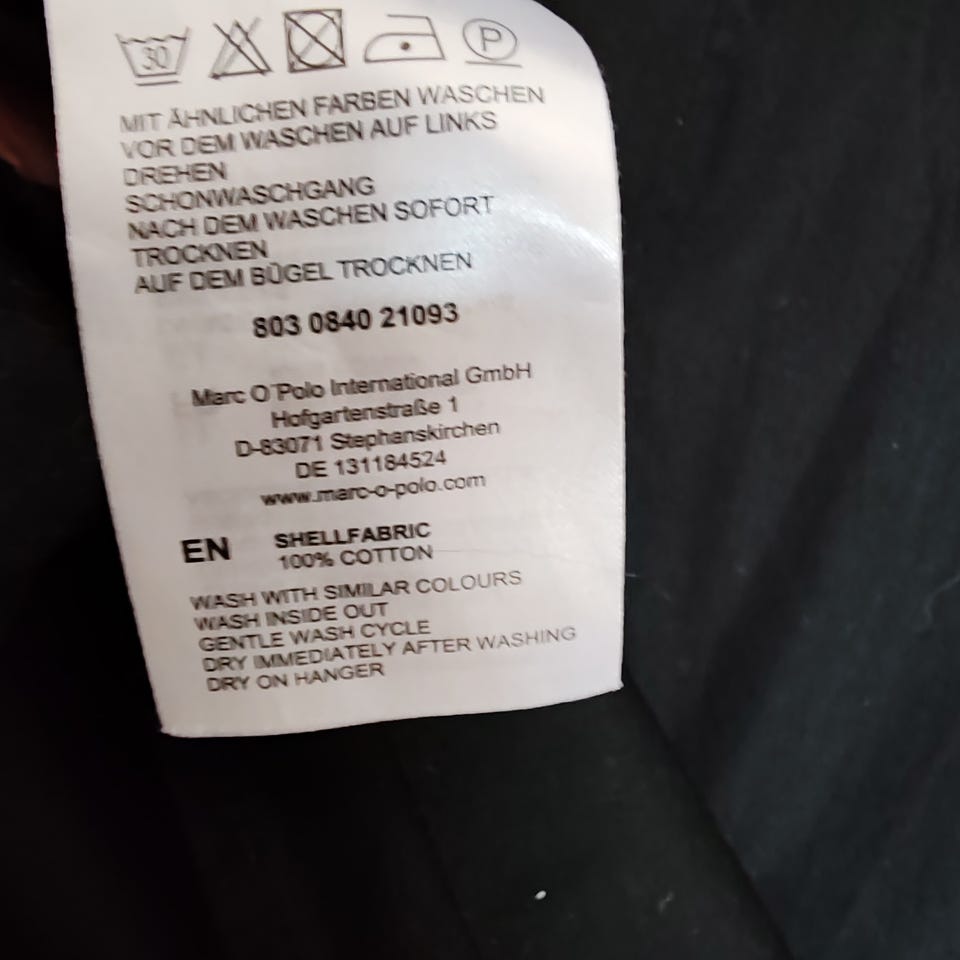 30
P
MIT ÄHNLICHEN FARBEN WASCHEN
VOR DEM WASCHEN AUF LINKS
DREHEN
SCHONWASCHGANG
NACH DEM WASCHEN SOFORT
TROCKNEN
AUF DEM BÜGEL TROCKNEN
803 0840 21093
Marc O'Polo International GmbH
Hofgartenstraße 1
D-83071 Stephanskirchen
DE 131184524
www.marc-o-polo.com
EN SHELLFABRIC
100% COTTON
WASH WITH SIMILAR COLOURS
WASH INSIDE OUT
GENTLE WASH CYCLE
DRY IMMEDIATELY AFTER WASHING
DRY ON HANGER